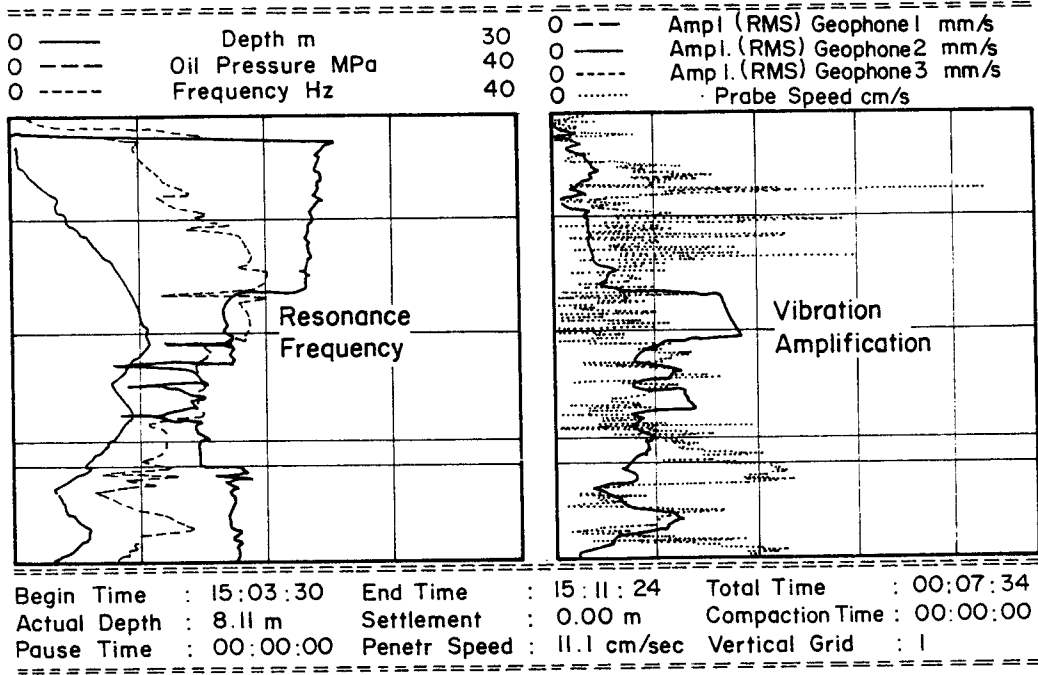 0 Depth m 30
0 Oil Pressure MPa 40
0 Frequency Hz 40
0 Ampl (RMS) Geophone 1 mm/s
0 Ampl. (RMS) Geophone 2 mm/s
0 Ampl. (RMS) Geophone 3 mm/s
0 Prabe Speed cm/s
Resonance
Frequency
Vibration
Amplification
Begin Time : 15:03:30 End Time : 15:11:24 Total Time : 00:07:34
Actual Depth : 8.11 m Settlement : 0.00 m Compaction Time : 00:00:00
Pause Time : 00:00:00 Penetr Speed : 11.1 cm/sec Vertical Grid : 1